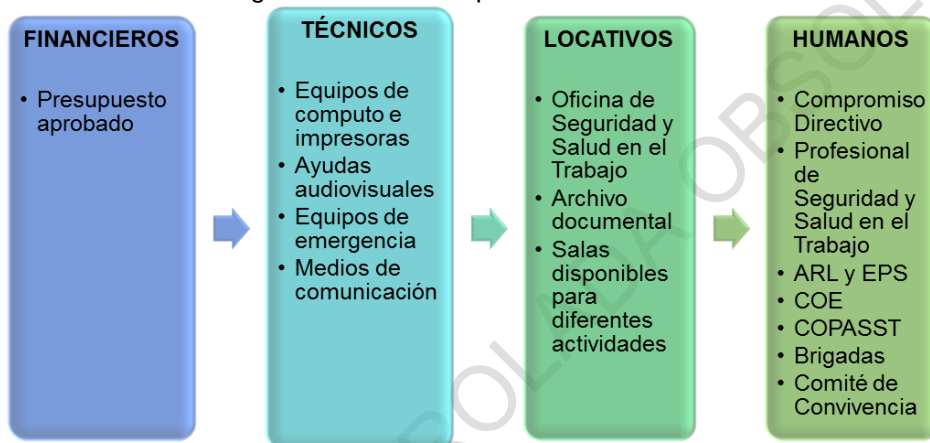 FINANCIEROS
• Presupuesto
aprobado
TÉCNICOS
• Equipos de
computo e
impresoras
• Ayudas
audiovisuales
• Equipos de
emergencia
• Medios de
comunicación
LOCATIVOS
• Oficina de
Seguridad y
Salud en el
Trabajo
• Archivo
documental
• Salas
disponibles
para
diferentes
actividades
HUMANOS
• Compromiso
Directivo
• Profesional
de
Seguridad y
Salud en el
Trabajo
• ARL y EPS
• COE
• COPASST
• Brigadas
• Comité de
Convivencia